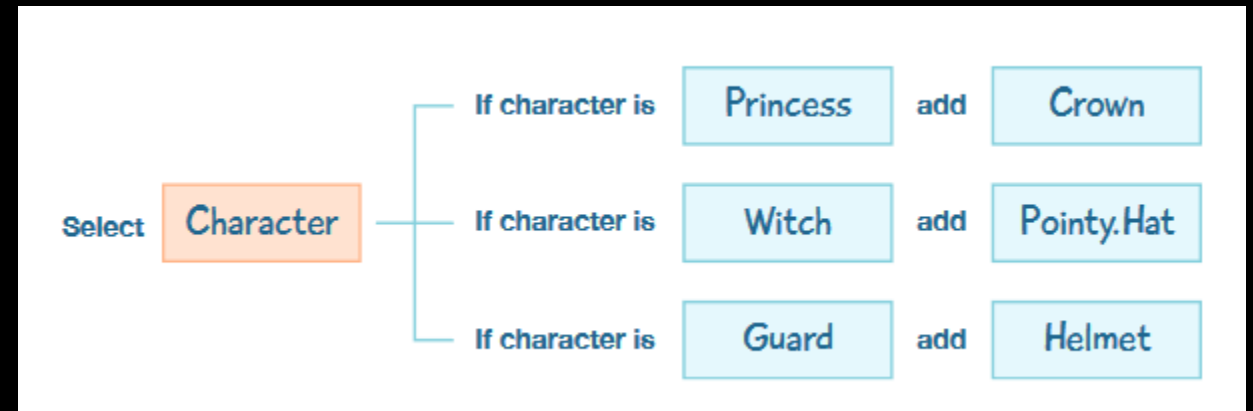 If character is Princess add Crown
Select Character If character is Witch add Pointy.Hat
If character is Guard add Helmet